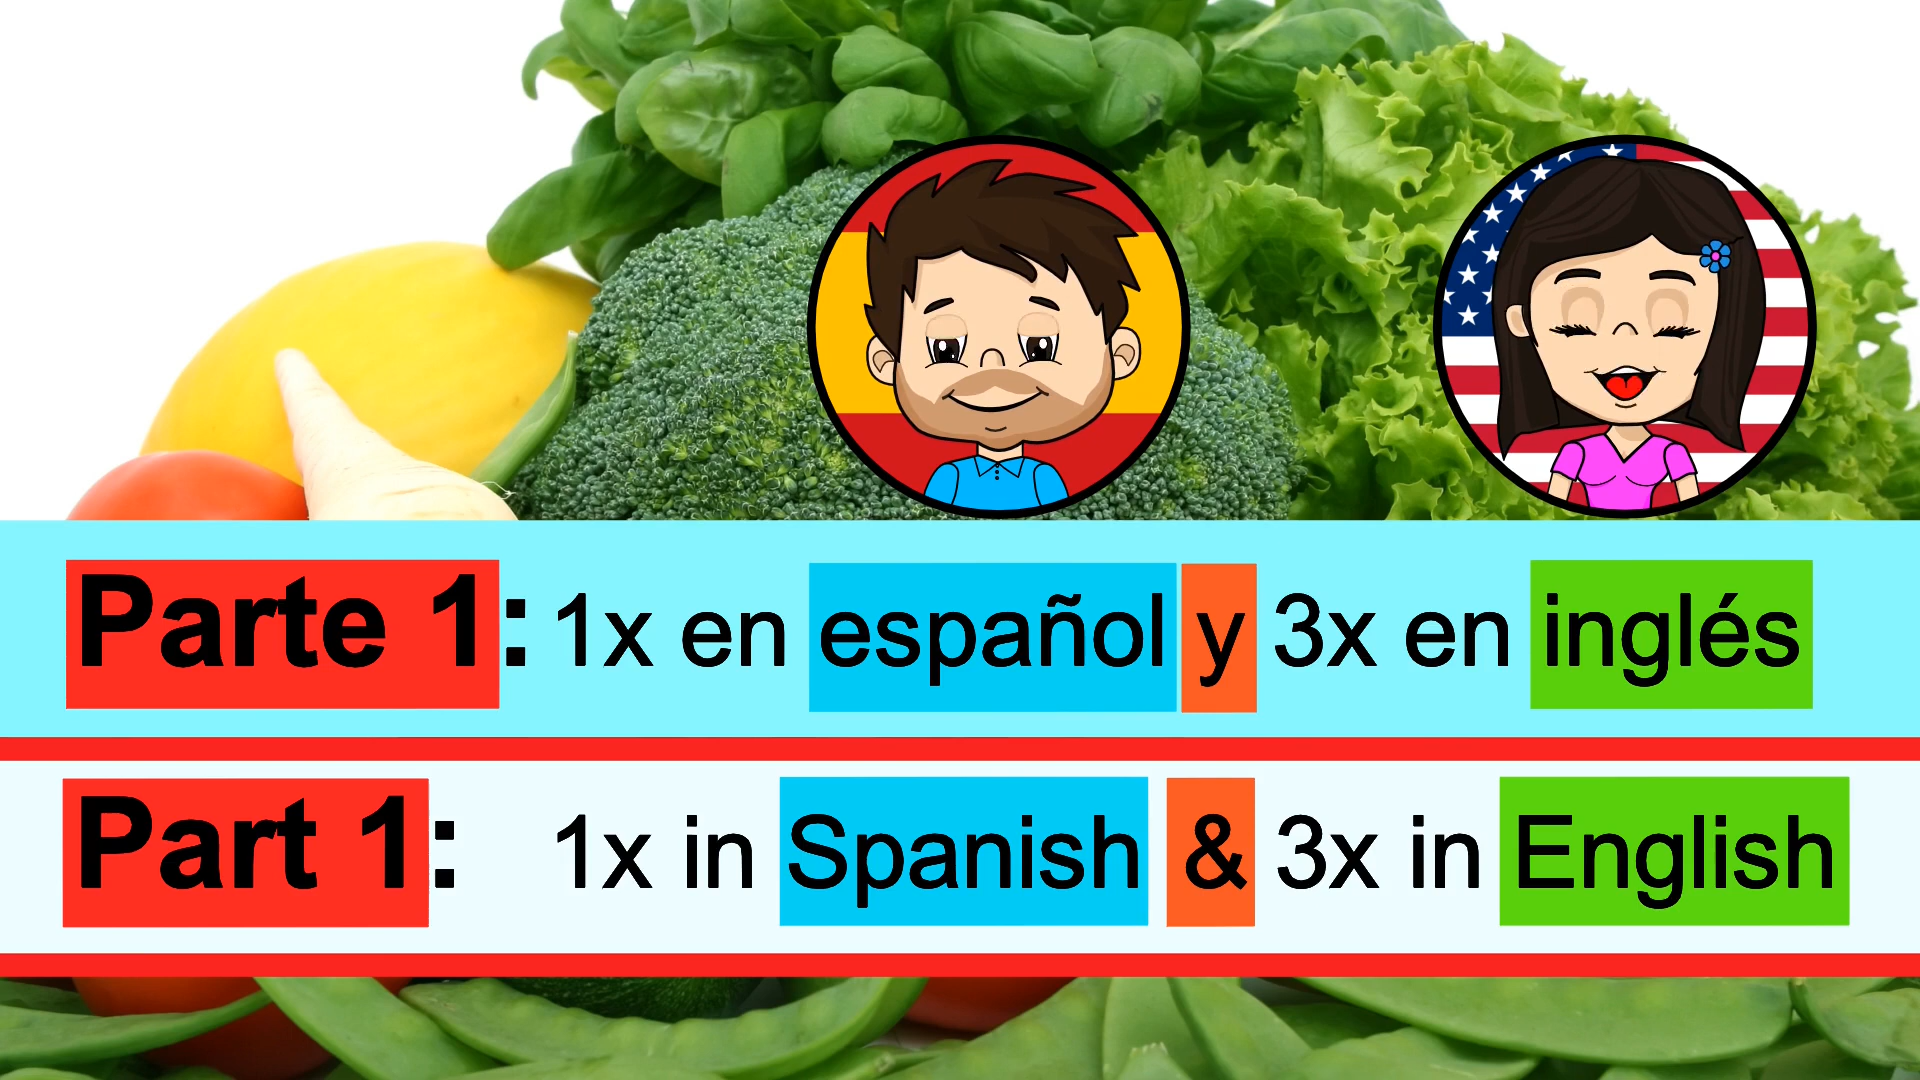 Parte 1: 1x en español y 3x en inglés
Part 1: 1x in Spanish & 3x in English